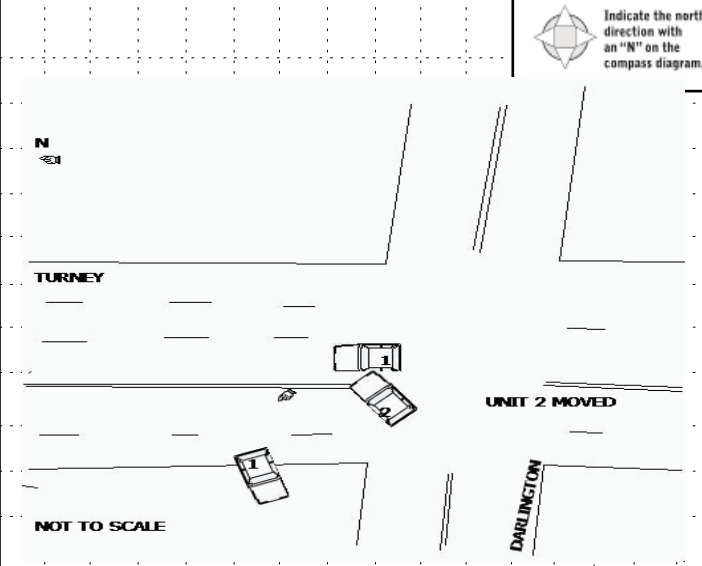 Indicate the north
direction with
an "N" on the
compass diagram.
N
TURNEY
1
2
UNIT 2 MOVED
1
DARLINGTON
NOT TO SCALE